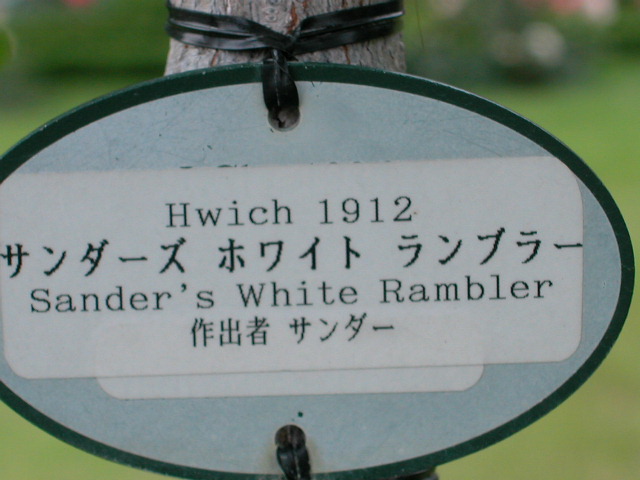 Hwich 1912
サンダーズ ホワイト ランブラー
Sander's White Rambler
作出者 サンダー